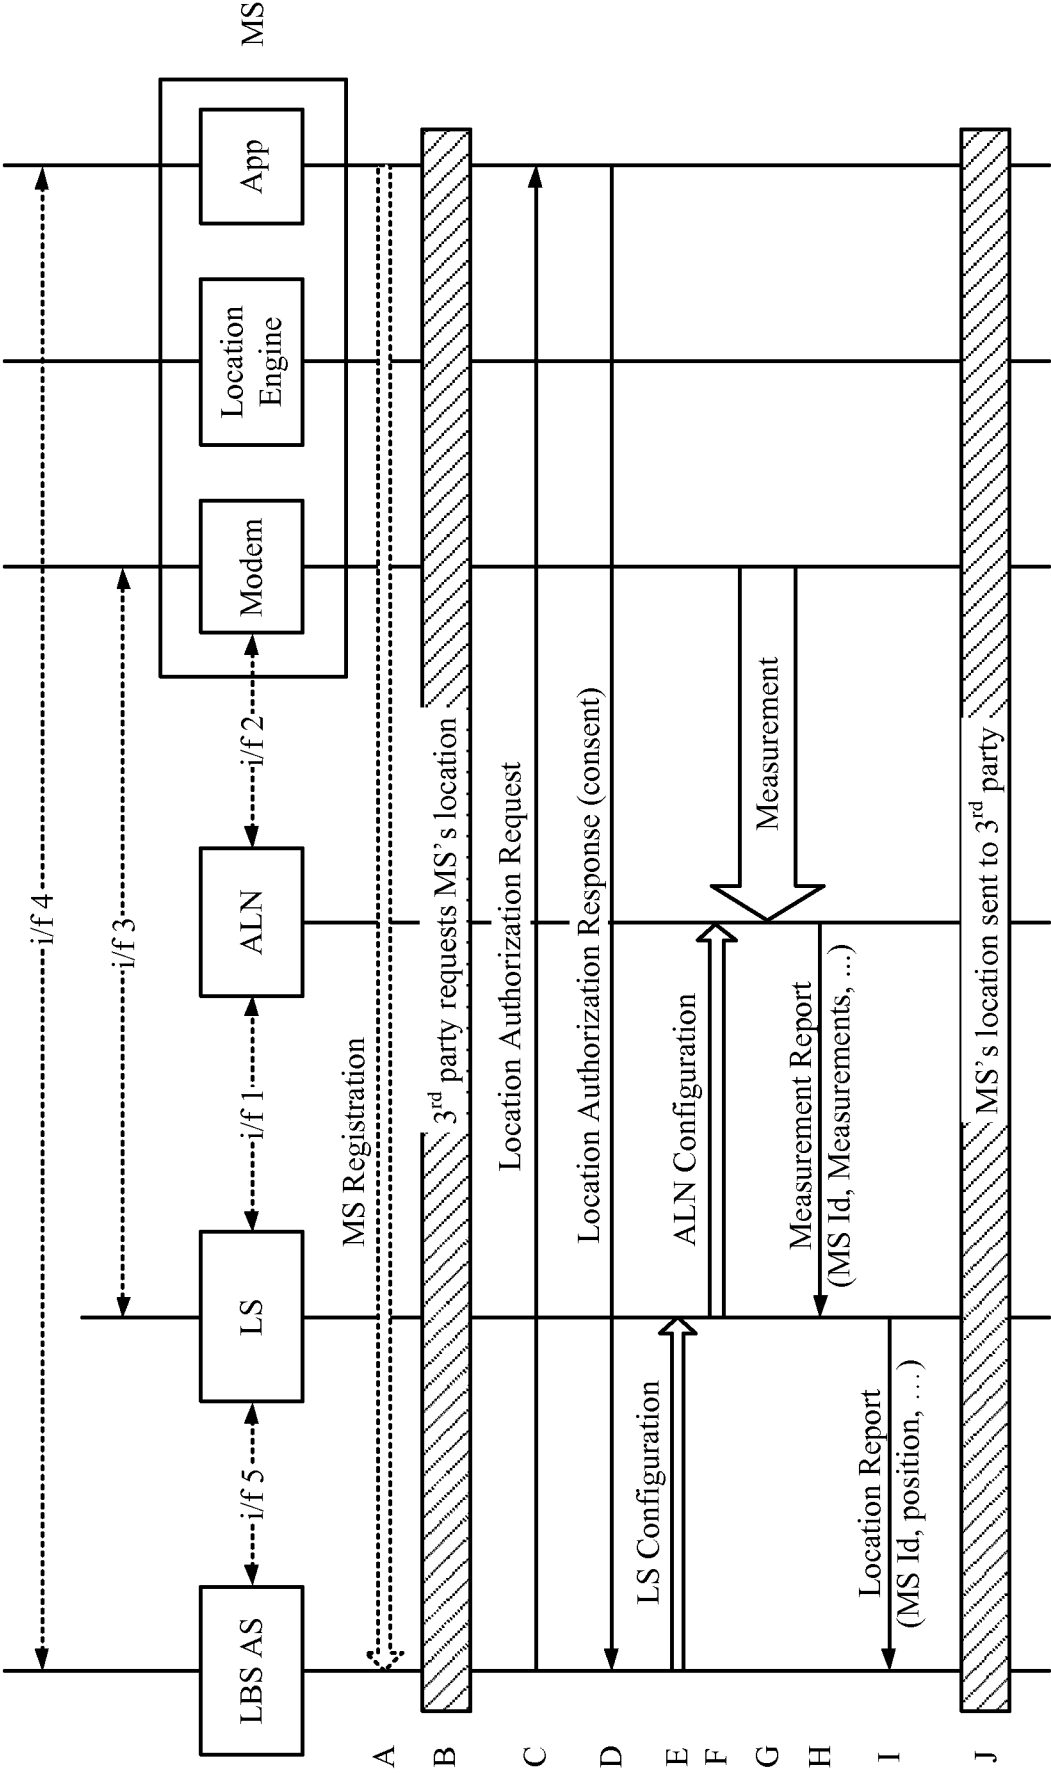 i/f 4
i/f 3
LBS AS
i/f 5
LS
i/f 1
ALN
i/f 2
Modem
Location
Engine
App
MS
A
MS Registration
B
3rd party requests MS's location
C
Location Authorization Request
D
Location Authorization Response (consent)
E
LS Configuration
F
ALN Configuration
G
Measurement
H
Measurement Report
(MS Id, Measurements, …)
I
Location Report
(MS Id, position, …)
J
MS's location sent to 3rd party